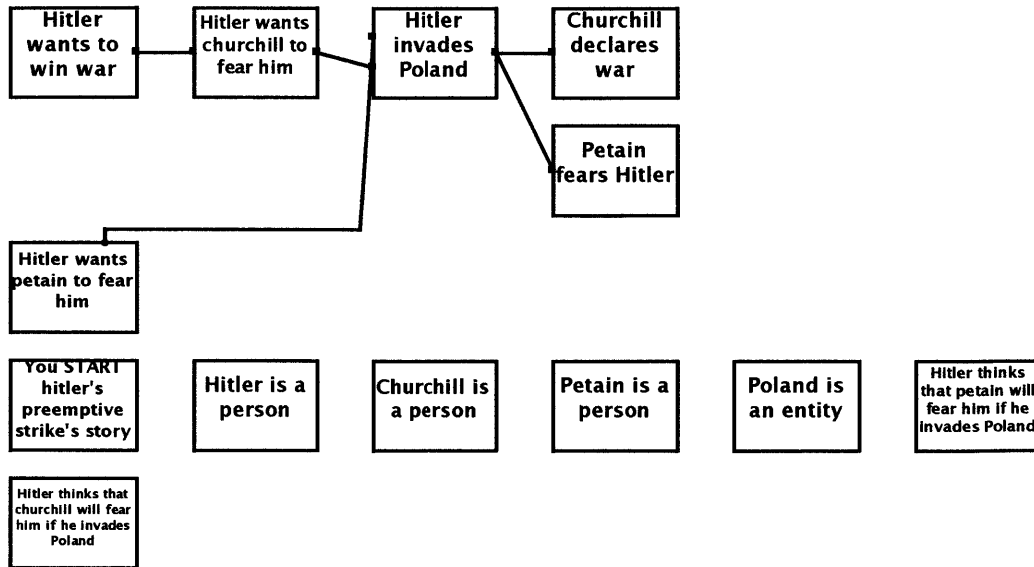 Hitler
wants to
win war
Hitler wants
churchill to
fear him
Hitler
invades
Poland
Churchill
declares
war
Petain
fears Hitler
Hitler wants
petain to fear
him
You START
hitler's
preemptive
strike's story
Hitler is a
person
Churchill is
a person
Petain is a
person
Poland is
an entity
Hitler thinks
that petain will
fear him if he
invades Poland
Hitler thinks that
churchill will fear
him if he invades
Poland